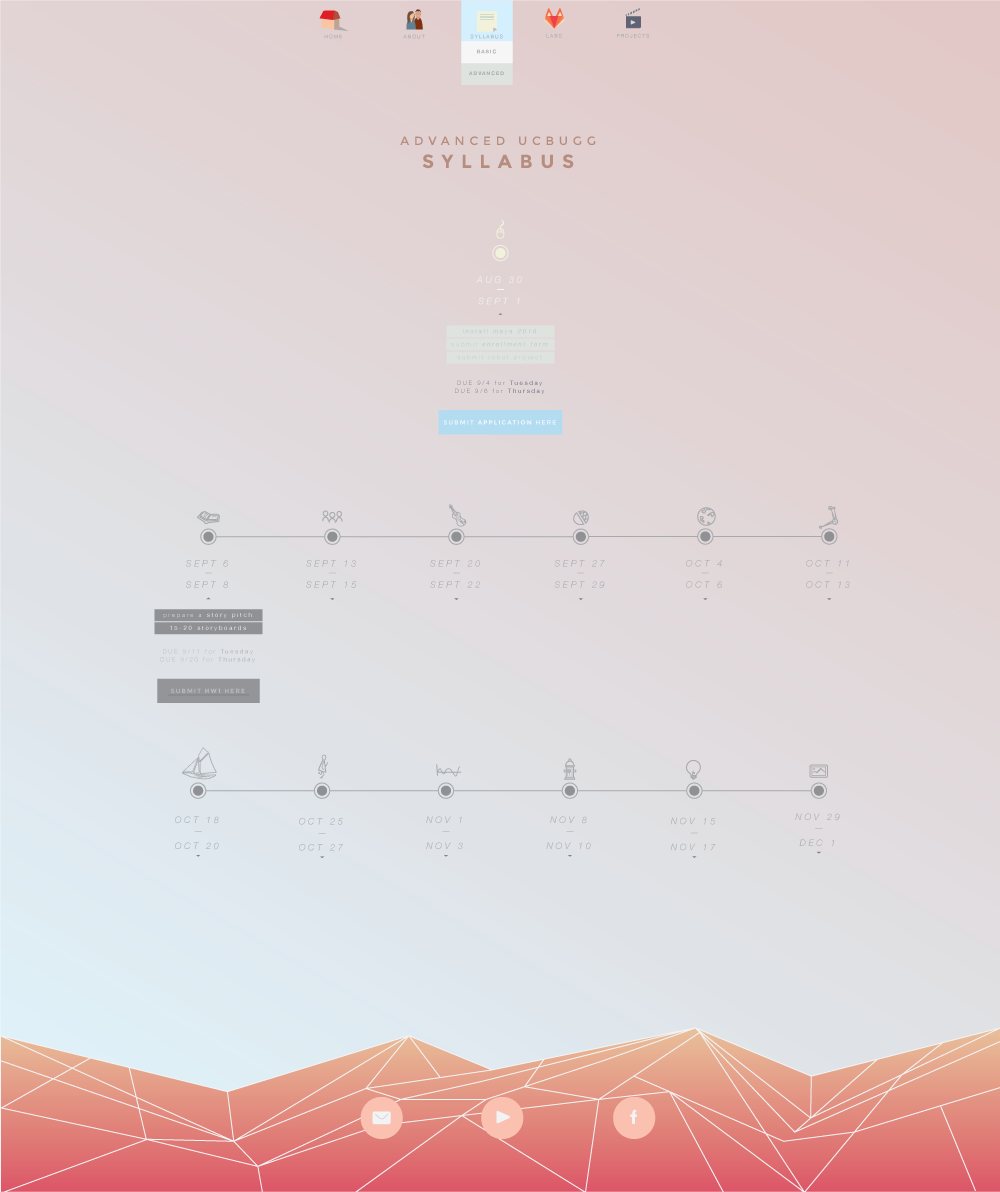 HOME
ABOUT
SYLLABUS
LABS
PROJECTS
BASIC
ADVANCED
ADVANCED UCBUGG
SYLLABUS
AUG 30
—
SEPT 1
install maya 2018
submit enrollment form
submit intro project
DUE 9/4 for Tuesday
DUE 9/6 for Thursday
SUBMIT APPLICATION HERE
SEPT 6
—
SEPT 8
SEPT 13
—
SEPT 15
SEPT 20
—
SEPT 22
SEPT 27
—
SEPT 29
OCT 4
—
OCT 6
OCT 11
—
OCT 13
prepare a story pitch
15-20 storyboards
DUE 9/11 for Tuesday
DUE 9/20 for Thursday
SUBMIT HW1 HERE
OCT 18
—
OCT 20
OCT 25
—
OCT 27
NOV 1
—
NOV 3
NOV 8
—
NOV 10
NOV 15
—
NOV 17
NOV 29
—
DEC 1